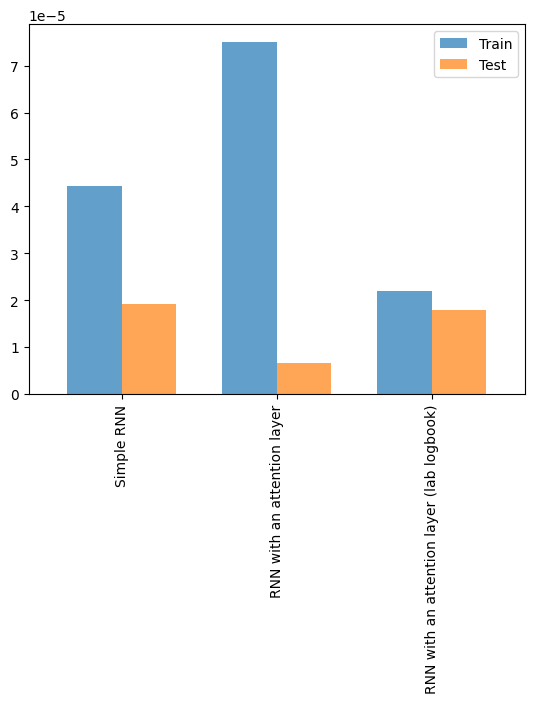 1e−5
Train
Test
7
6
5
4
3
2
1
0
Simple RNN
RNN with an attention layer
RNN with an attention layer (lab logbook)